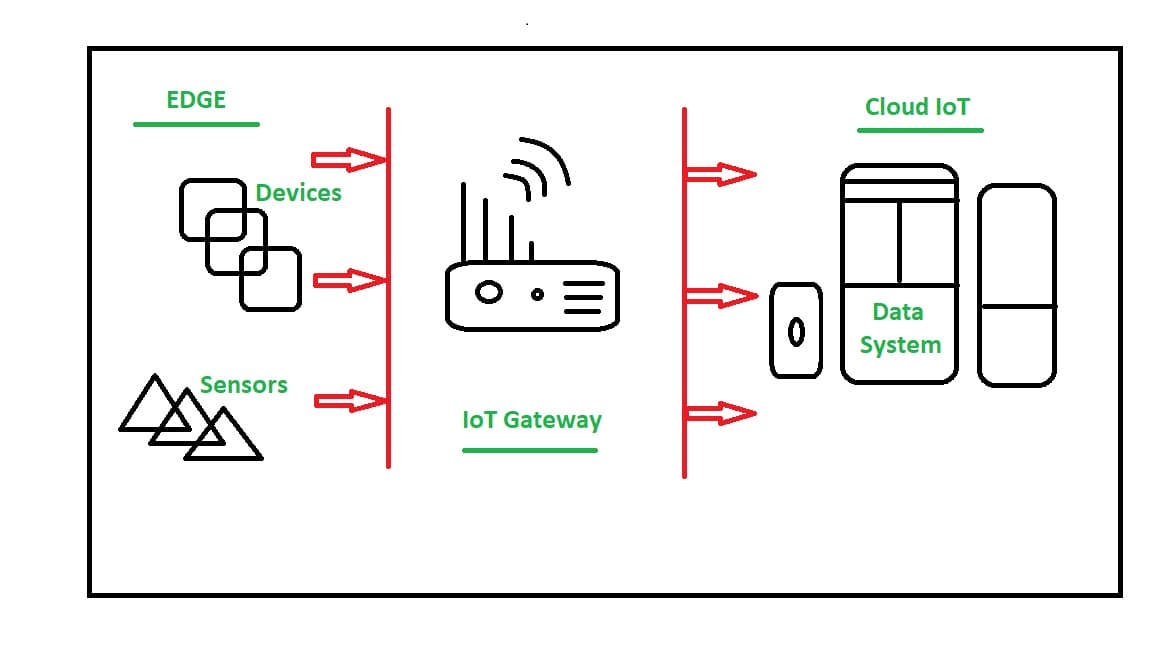 EDGE
Cloud IoT
Devices
Data
System
Sensors
IoT Gateway